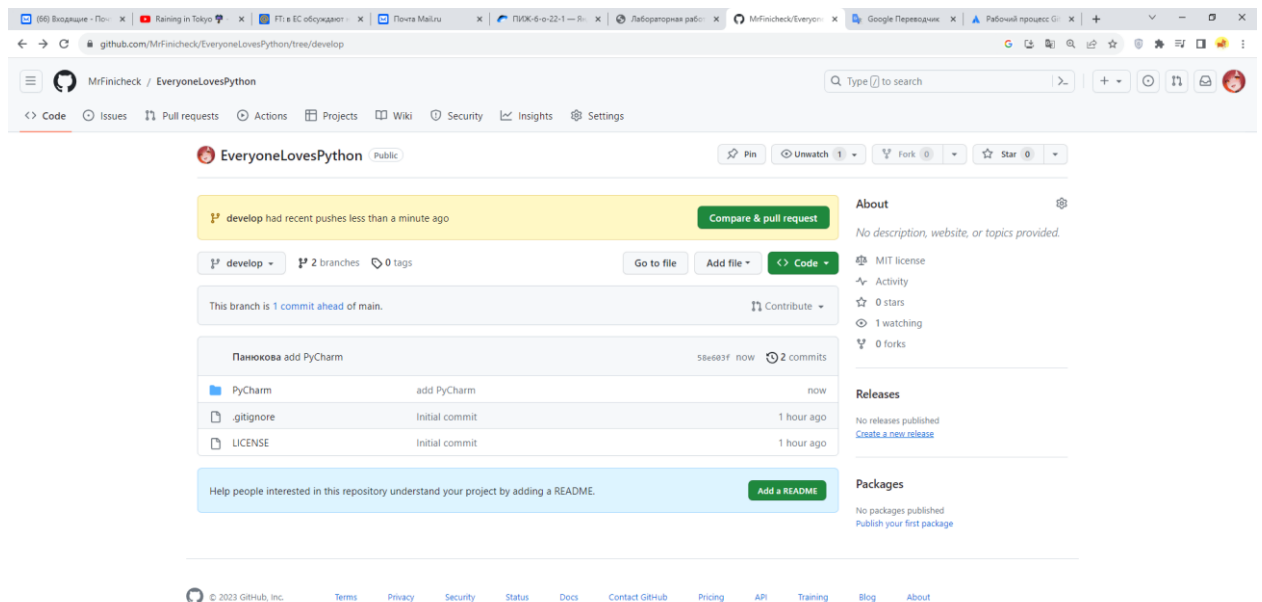 (66) Входящие - Поч
Raining in Tokyo
FT: в ЕС обсуждают
Почта Mail.ru
ПИЖ-б-о-22-1 — Ян
Лабораторная рабо
MrFinicheck/Everyone
Google Переводчик
Рабочий процесс Gi
github.com/MrFinicheck/EveryoneLovesPython/tree/develop
MrFinicheck / EveryoneLovesPython
Type / to search
Code Issues Pull requests Actions Projects Wiki Security Insights Settings
EveryoneLovesPython Public
Pin Unwatch 1 Fork 0 Star 0
develop had recent pushes less than a minute ago Compare & pull request
develop 2 branches 0 tags Go to file Add file Code
This branch is 1 commit ahead of main. Contribute
Панюкова add PyCharm 58e603f now 2 commits
PyCharm add PyCharm now
.gitignore Initial commit 1 hour ago
LICENSE Initial commit 1 hour ago
Help people interested in this repository understand your project by adding a README. Add a README
About
No description, website, or topics provided.
MIT license
Activity
0 stars
1 watching
0 forks
Releases
No releases published
Create a new release
Packages
No packages published
Publish your first package
© 2023 GitHub, Inc. Terms Privacy Security Status Docs Contact GitHub Pricing API Training Blog About